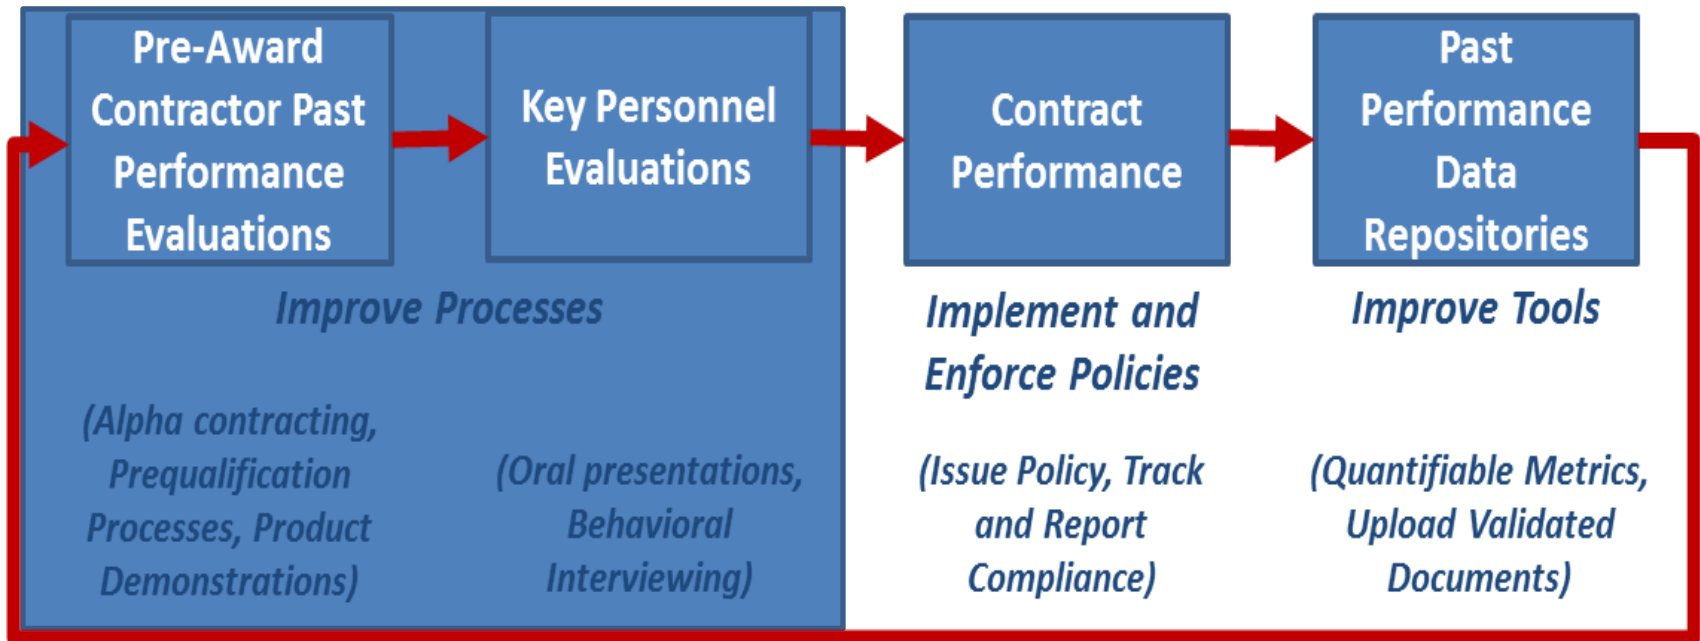 Pre-Award
Contractor Past
Performance
Evaluations
Key Personnel
Evaluations
Contract
Performance
Past
Performance
Data
Repositories
Improve Processes
Implement and
Enforce Policies
Improve Tools
(Alpha contracting,
Prequalification
Processes, Product
Demonstrations)
(Oral presentations,
Behavioral
Interviewing)
(Issue Policy, Track
and Report
Compliance)
(Quantifiable Metrics,
Upload Validated
Documents)